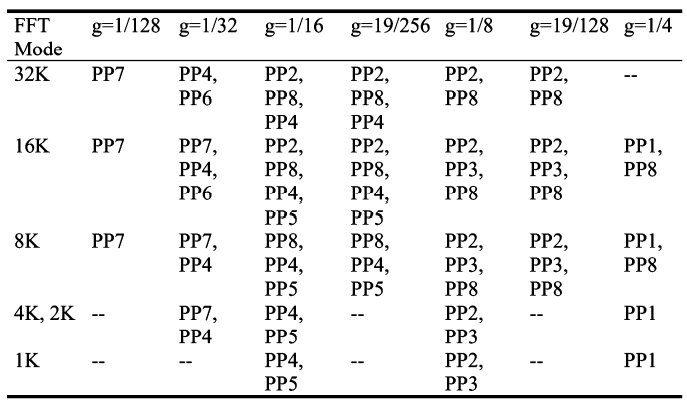 FFT Mode g=1/128 g=1/32 g=1/16 g=19/256 g=1/8 g=19/128 g=1/4
32K PP7 PP4, PP2, PP2, PP2, PP2, --
PP6 PP8, PP8, PP8 PP8
PP4 PP4
16K PP7 PP7, PP2, PP2, PP2, PP2, PP1,
PP4, PP8, PP8, PP3, PP3, PP8
PP6 PP4, PP4, PP8 PP8
PP5 PP5
8K PP7 PP7, PP8, PP8, PP2, PP2, PP1,
PP4 PP4, PP4, PP3, PP3, PP8
PP5 PP5 PP8 PP8
4K, 2K -- PP7, PP4, -- PP2, -- PP1
PP4 PP5 PP3
1K -- -- PP4, -- PP2, -- PP1
PP5 PP3